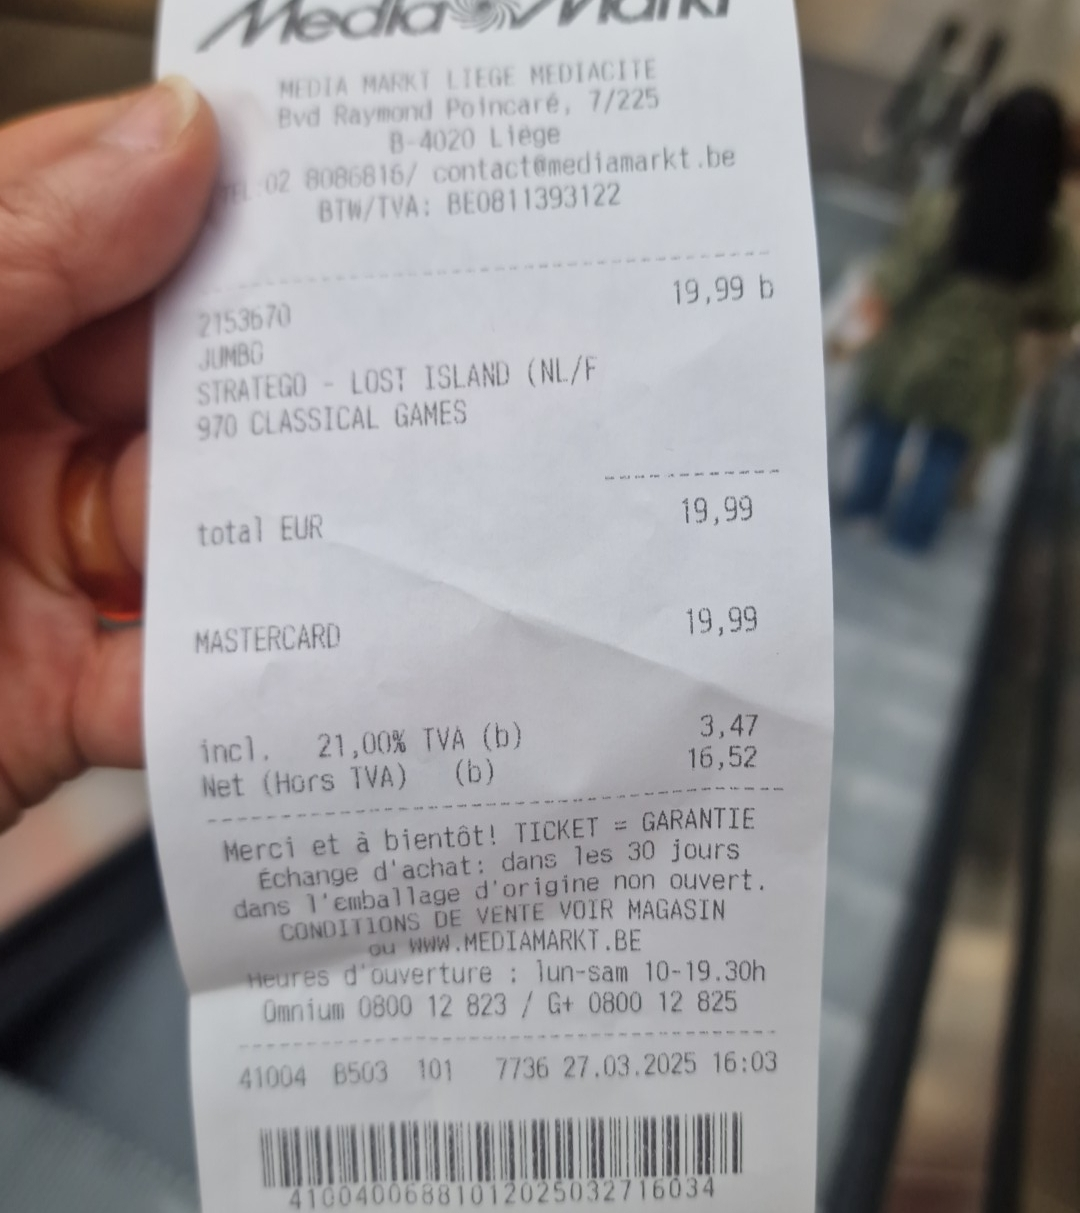 Media Markt
MEDIA MARKT LIEGE MEDIACITE
Bvd Raymond Poincaré, 7/225
B-4020 Liège
TEL:02 8086816/ contact@mediamarkt.be
BTW/TVA: BE0811393122
2153670 19,99 b
JUMBO
STRATEGO - LOST ISLAND (NL/F
970 CLASSICAL GAMES
total EUR 19,99
MASTERCARD 19,99
incl. 21,00% TVA (b) 3,47
Net (Hors TVA) (b) 16,52
Merci et à bientôt! TICKET = GARANTIE
Échange d'achat: dans les 30 jours
dans l'emballage d'origine non ouvert.
CONDITIONS DE VENTE VOIR MAGASIN
ou WWW.MEDIAMARKT.BE
Heures d'ouverture : lun-sam 10-19.30h
Omnium 0800 12 823 / G+ 0800 12 825
41004 B503 101 7736 27.03.2025 16:03
4100400688101202503271603​4